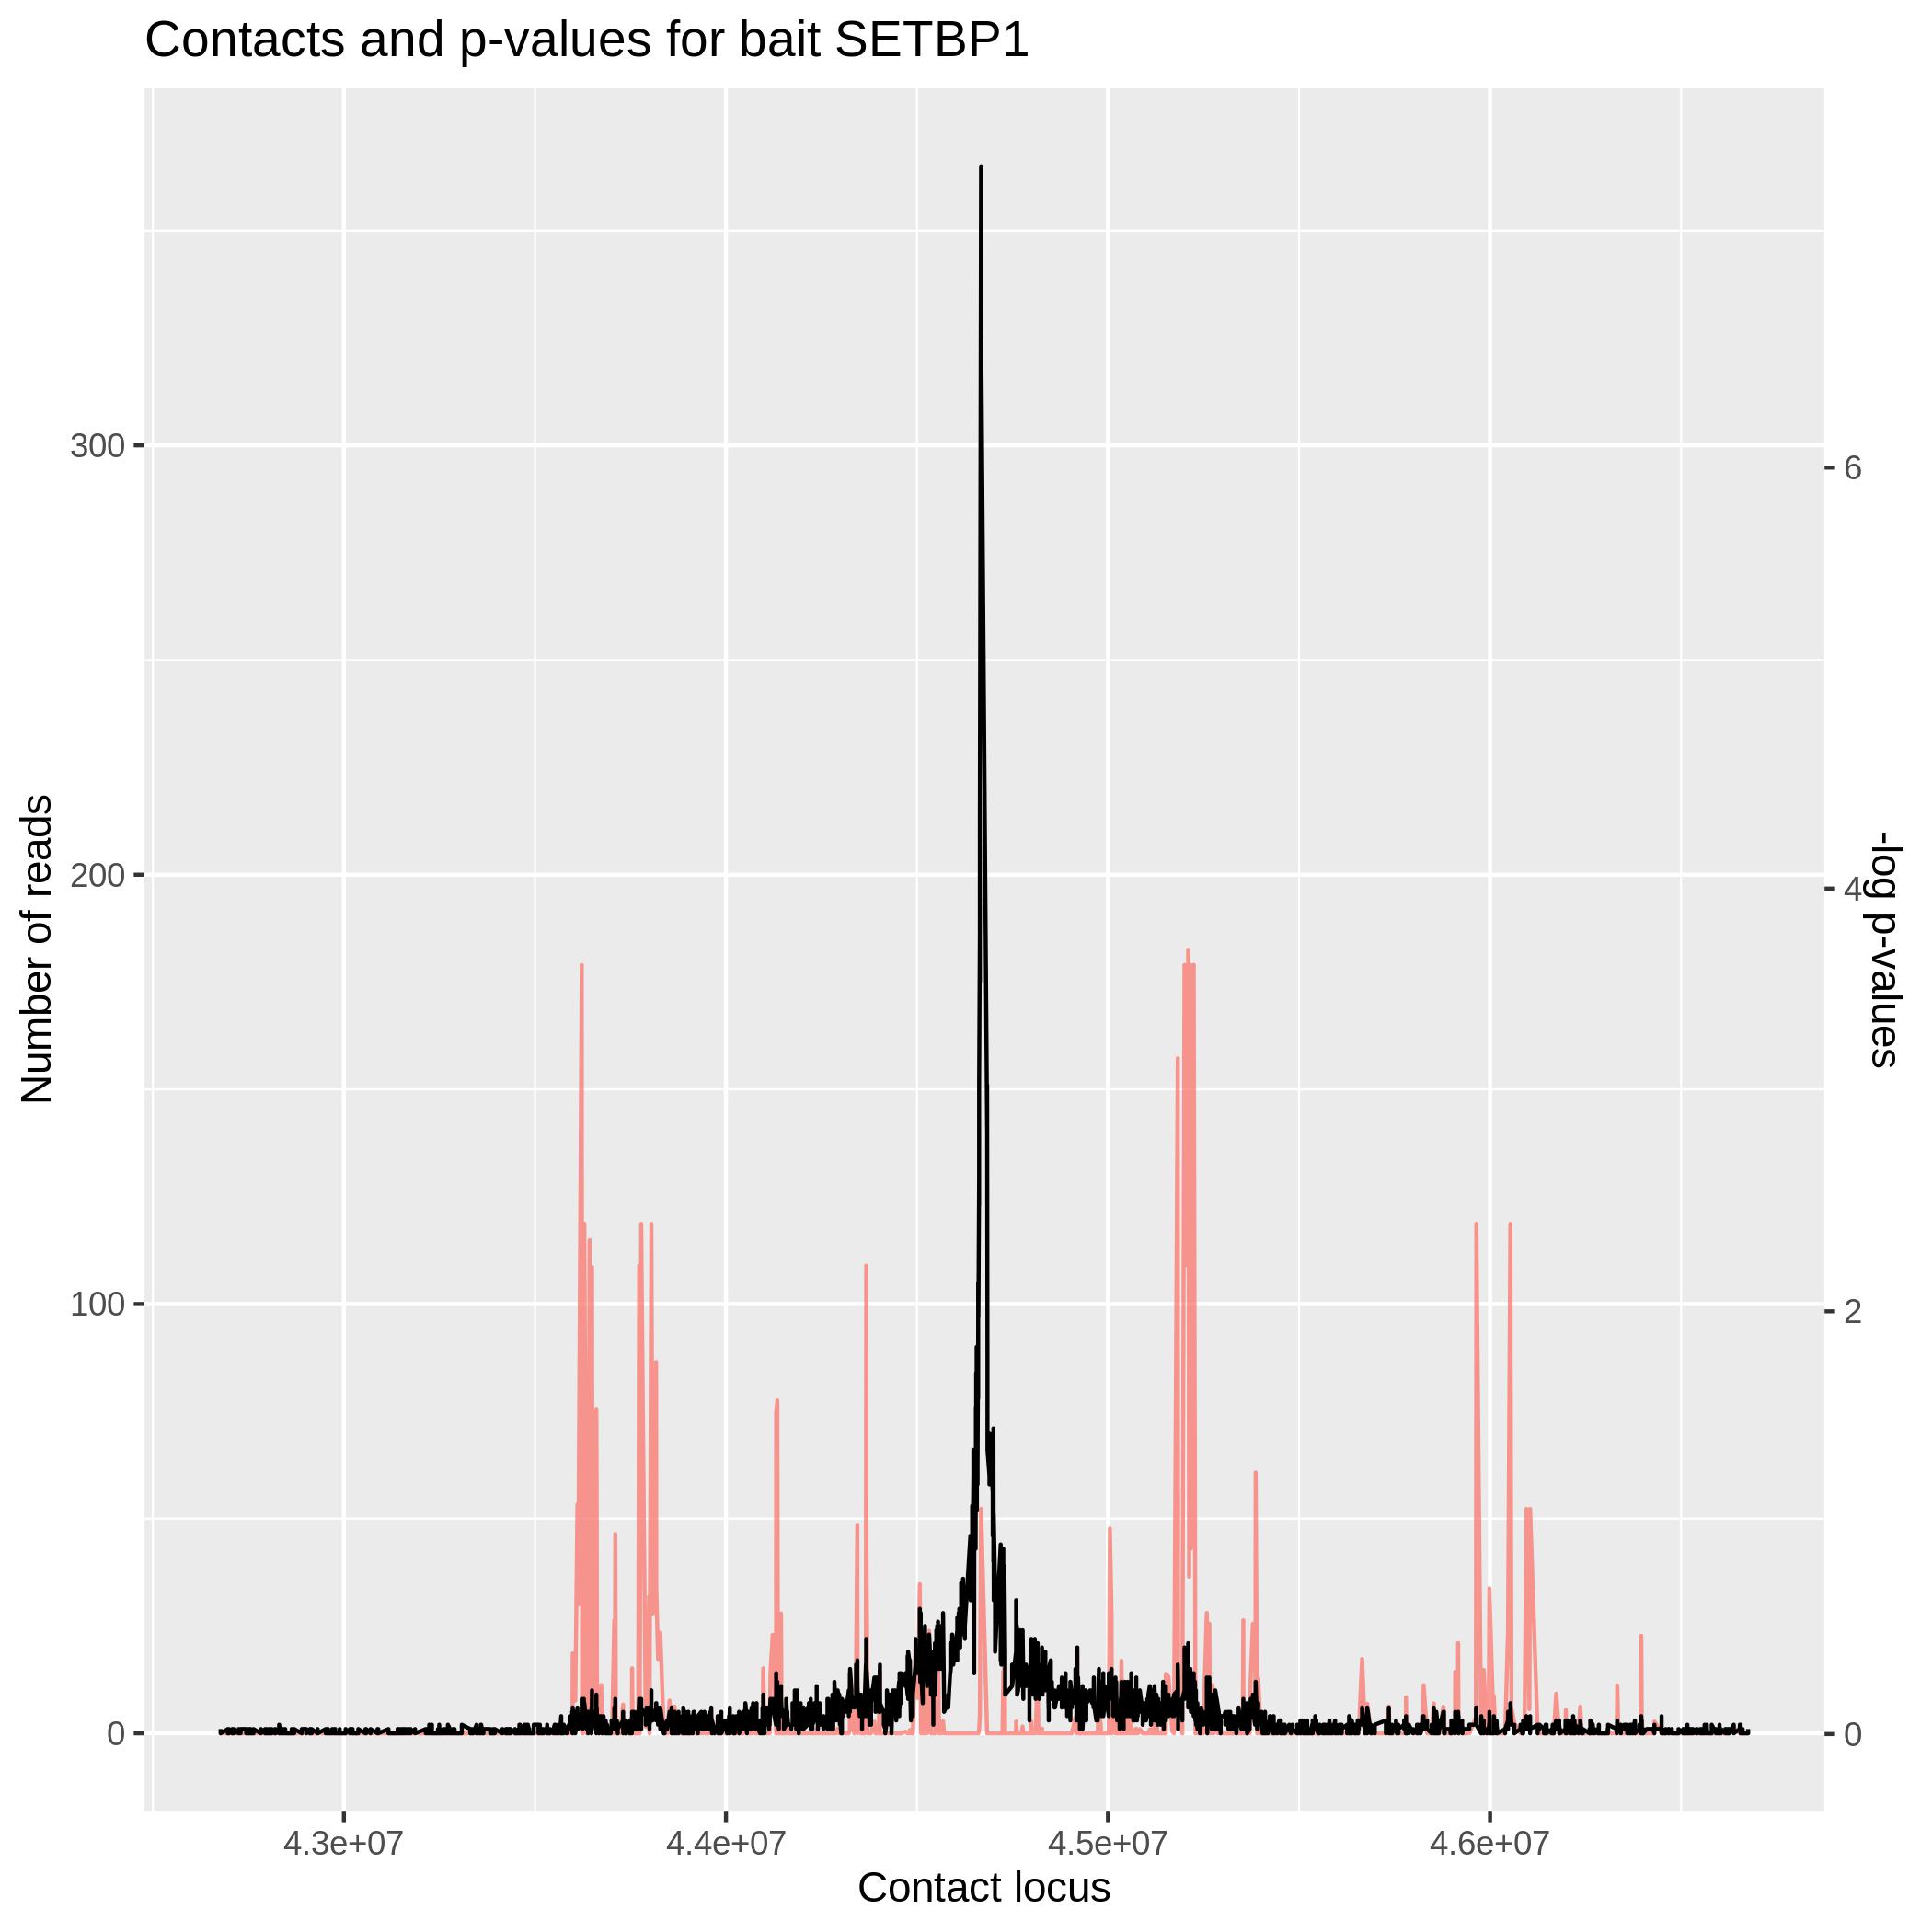 Contacts and p-values for bait SETBP1
Number of reads
300
200
100
0
6
4
2
0
-log p-values
4.3e+07
4.4e+07
4.5e+07
4.6e+07
Contact locus